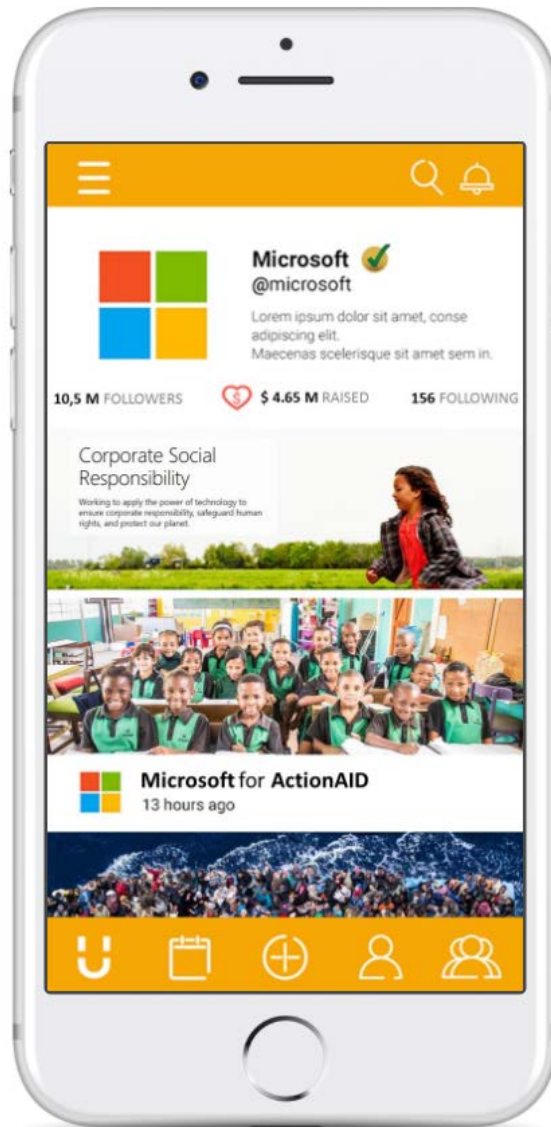 Microsoft
@microsoft
Lorem ipsum dolor sit amet, conse
adipiscing elit.
Maecenas scelerisque sit amet sem in.
10,5 M FOLLOWERS $ 4.65 M RAISED 156 FOLLOWING
Corporate Social
Responsibility
Working to apply the power of technology to
ensure corporate responsibility, safeguard human
rights, and protect our planet.
Microsoft for ActionAID
13 hours ago